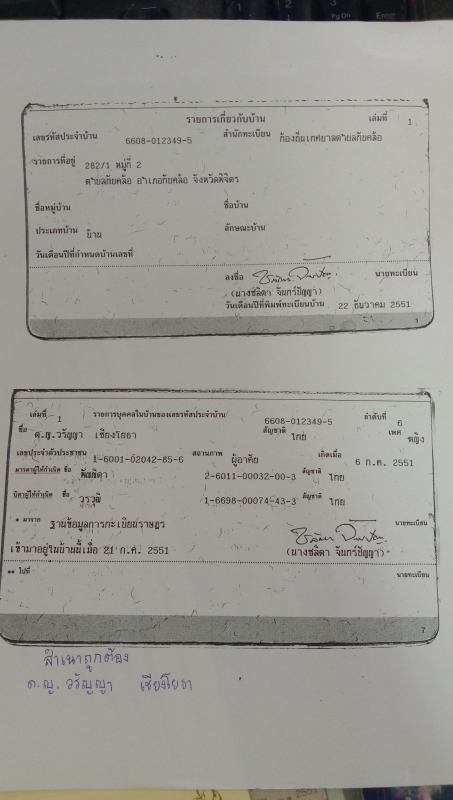 รายการเกี่ยวกับบ้าน เล่มที่ 1
เลขรหัสประจำบ้าน 6608-012349-5 สำนักทะเบียน ท้องถิ่นเทศบาลตำบลทับคล้อ
รายการที่อยู่ 282/1 หมู่ที่ 2
ตำบลทับคล้อ อำเภอทับคล้อ จังหวัดพิจิตร
ชื่อหมู่บ้าน ชื่อบ้าน
ประเภทบ้าน บ้าน ลักษณะบ้าน
วันเดือนปีที่กำหนดบ้านเลขที่
ลงชื่อ นายทะเบียน
(นางชลิดา จันทร์ปัญญา)
วันเดือนปีที่พิมพ์ทะเบียนบ้าน 22 ธันวาคม 2551
1
เล่มที่ 1 รายการบุคคลในบ้านของเลขรหัสประจำบ้าน 6608-012349-5 ลำดับที่ 6
ชื่อ ด.ญ.วรัญญา เชียงโยธา สัญชาติ ไทย เพศ หญิง
เลขประจำตัวประชาชน 1-6001-02042-85-6 สถานภาพ ผู้อาศัย เกิดเมื่อ 6 ก.ค. 2551
มารดาผู้ให้กำเนิด ชื่อ 2-6011-00032-00-3 สัญชาติ ไทย
บิดาผู้ให้กำเนิด ชื่อ วรวุฒิ 1-6698-00074-43-3 สัญชาติ ไทย
* มาจาก ฐานข้อมูลการทะเบียนราษฎร นายทะเบียน
เข้ามาอยู่ในบ้านนี้เมื่อ 21 ก.ค. 2551 (นางชลิดา จันทร์ปัญญา)
** ไปที่ นายทะเบียน
7
สำเนาถูกต้อง
ด.ญ. วรัญญา เชียงโยธา